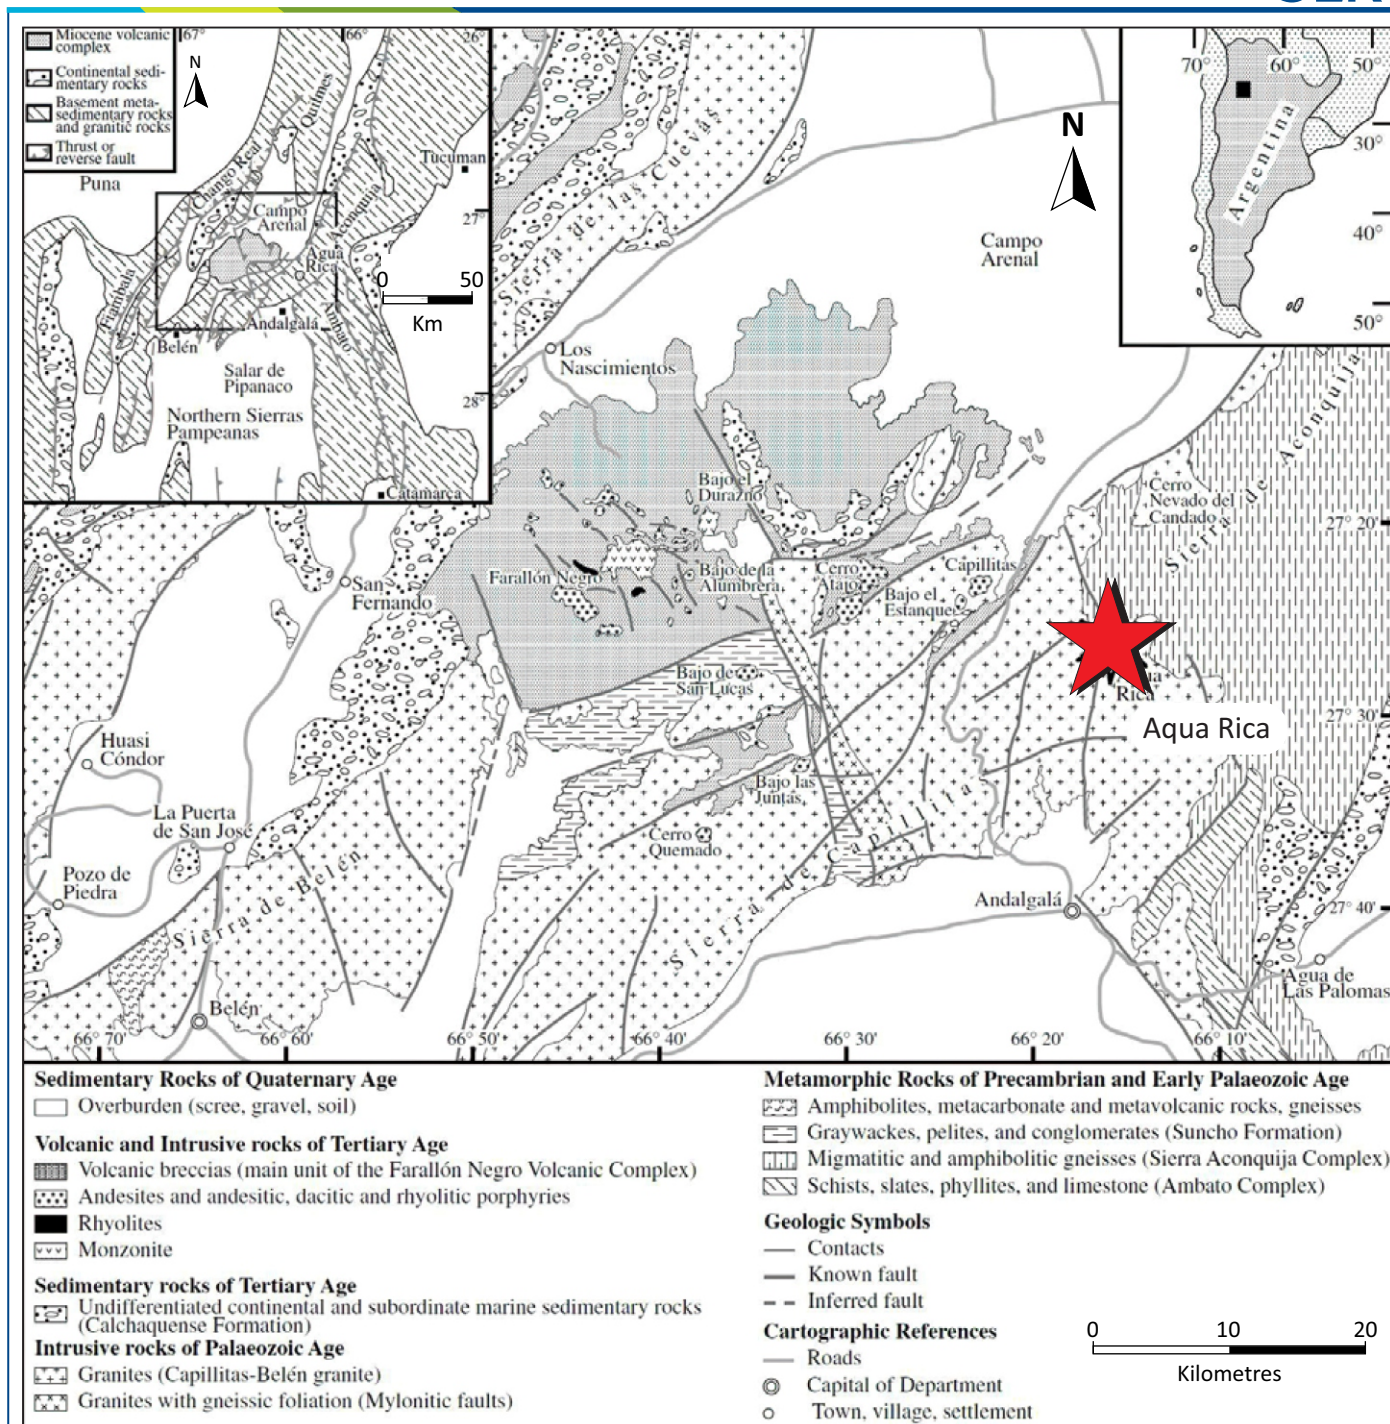 Miocene volcanic
complex
Continental sedi-
mentary rocks
Basement meta-
sedimentary rocks
and granitic rocks
Thrust or
reverse fault
67°
66°
26°
N
Quilmes
Tucuman
Puna
Chango Real
Campo
Arenal
Aconquija
27°
Agua
Rica
0 50
Km
Fiambala
Andalgalá
Ambato
Belén
Salar de
Pipanaco
28°
Northern Sierras
Pampeanas
Catamarca
Sierra de las Cuevas
N
Campo
Arenal
70° 60° 50°
Argentina
30°
40°
50°
Los
Nascimientos
Sierra de Aconquija
Bajo el
Durazno
Cerro
Nevado del
Candado
27° 20'
San
Fernando
Farallón Negro
Bajo de la
Alumbrera
Cerro
Atajo
Capillitas
Bajo el
Estanque
Bajo de
San Lucas
Rica
Aqua Rica
27° 30'
Huasi
Cóndor
Bajo las
Juntas
La Puerta
de San José
Cerro
Quemado
Sierra de Capillita
Pozo de
Piedra
Sierra de Belén
Andalgalá
27° 40'
Agua de
Las Palomas
Belén
66° 70' 66° 60' 66° 50' 66° 40' 66° 30' 66° 20' 66° 10'
Sedimentary Rocks of Quaternary Age
Overburden (scree, gravel, soil)
Volcanic and Intrusive rocks of Tertiary Age
Volcanic breccias (main unit of the Farallón Negro Volcanic Complex)
Andesites and andesitic, dacitic and rhyolitic porphyries
Rhyolites
Monzonite
Sedimentary rocks of Tertiary Age
Undifferentiated continental and subordinate marine sedimentary rocks
(Calchaquense Formation)
Intrusive rocks of Palaeozoic Age
Granites (Capillitas-Belén granite)
Granites with gneissic foliation (Mylonitic faults)
Metamorphic Rocks of Precambrian and Early Palaeozoic Age
Amphibolites, metacarbonate and metavolcanic rocks, gneisses
Graywackes, pelites, and conglomerates (Suncho Formation)
Migmatitic and amphibolitic gneisses (Sierra Aconquija Complex)
Schists, slates, phyllites, and limestone (Ambato Complex)
Geologic Symbols
Contacts
Known fault
Inferred fault
Cartographic References
Roads
Capital of Department
Town, village, settlement
0 10 20
Kilometres